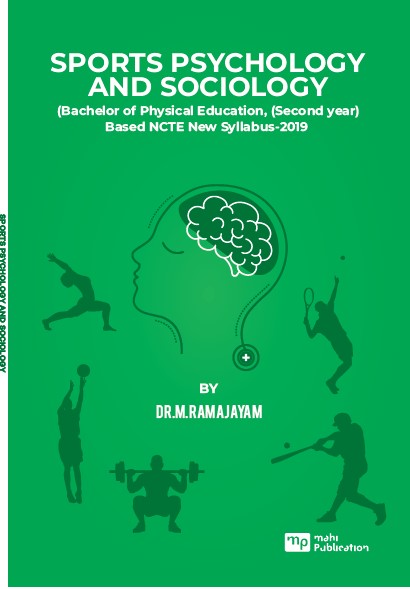 SPORTS PSYCHOLOGY
AND SOCIOLOGY
(Bachelor of Physical Education, (Second year)
Based NCTE New Syllabus-2019
SPORTS PSYCHOLOGY AND SOCIOLOGY
BY
DR.M.RAMAJAYAM
mp
mahi
Publication